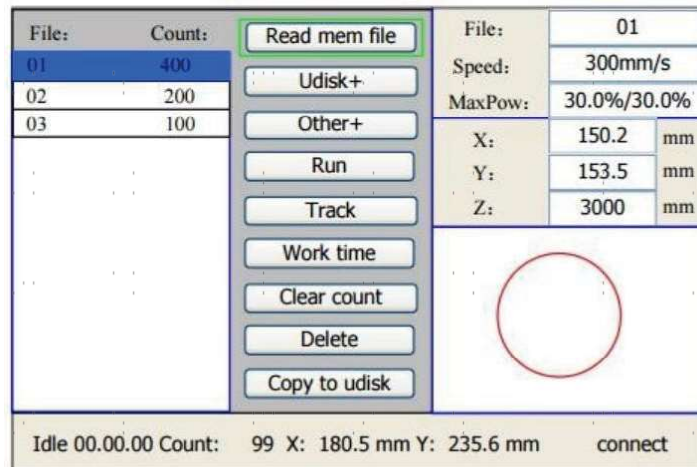 File: Count:
01 400
02 200
03 100
Read mem file
Udisk+
Other+
Run
Track
Work time
Clear count
Delete
Copy to udisk
File: 01
Speed: 300mm/s
MaxPow: 30.0%/30.0%
X: 150.2 mm
Y: 153.5 mm
Z: 3000 mm
Idle 00.00.00 Count: 99 X: 180.5 mm Y: 235.6 mm connect